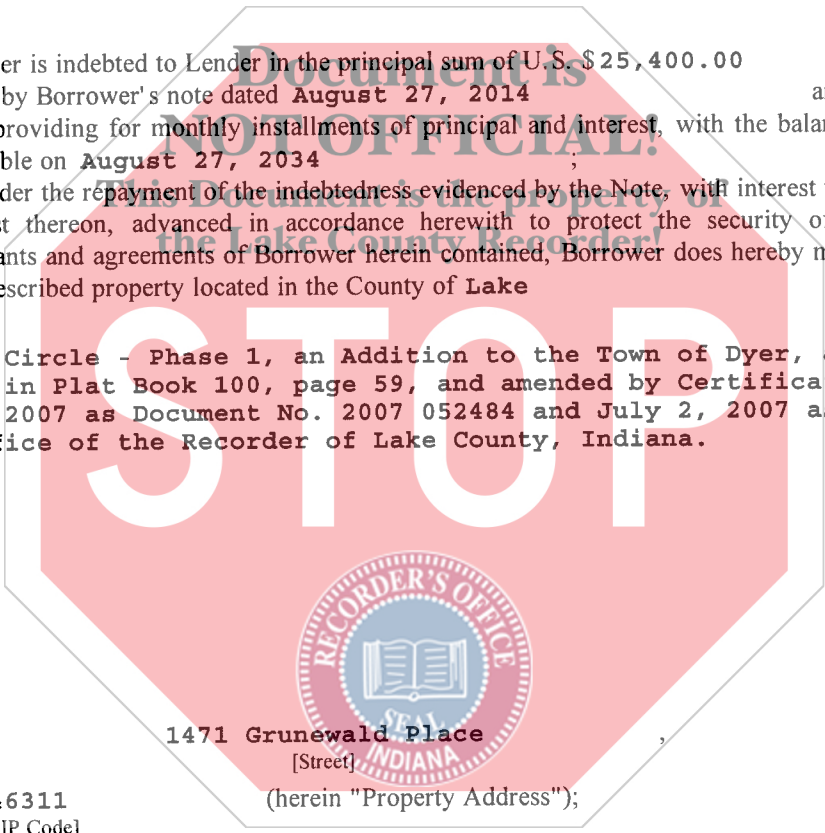 Document is
er is indebted to Lender in the principal sum of U.S. $25,400.00
by Borrower's note dated August 27, 2014
providing for monthly installments of principal and interest, with the
NOT OFFICIAL!
ble on August 27, 2034 ;
der the repayment of the indebtedness evidenced by the Note, with interest
This Document is the property of
st thereon, advanced in accordance herewith to protect the security of
the Lake County Recorder!
ants and agreements of Borrower herein contained, Borrower does hereby
escribed property located in the County of Lake
Circle - Phase 1, an Addition to the Town of Dyer,
in Plat Book 100, page 59, and amended by
2007 as Document No. 2007 052484 and July 2, 2007
ice of the Recorder of Lake County, Indiana.
STOP
RECORDER'S OFFICE
SEAL
INDIANA
1471 Grunewald Place ,
[Street]
6311 (herein "Property Address");
IP Code]